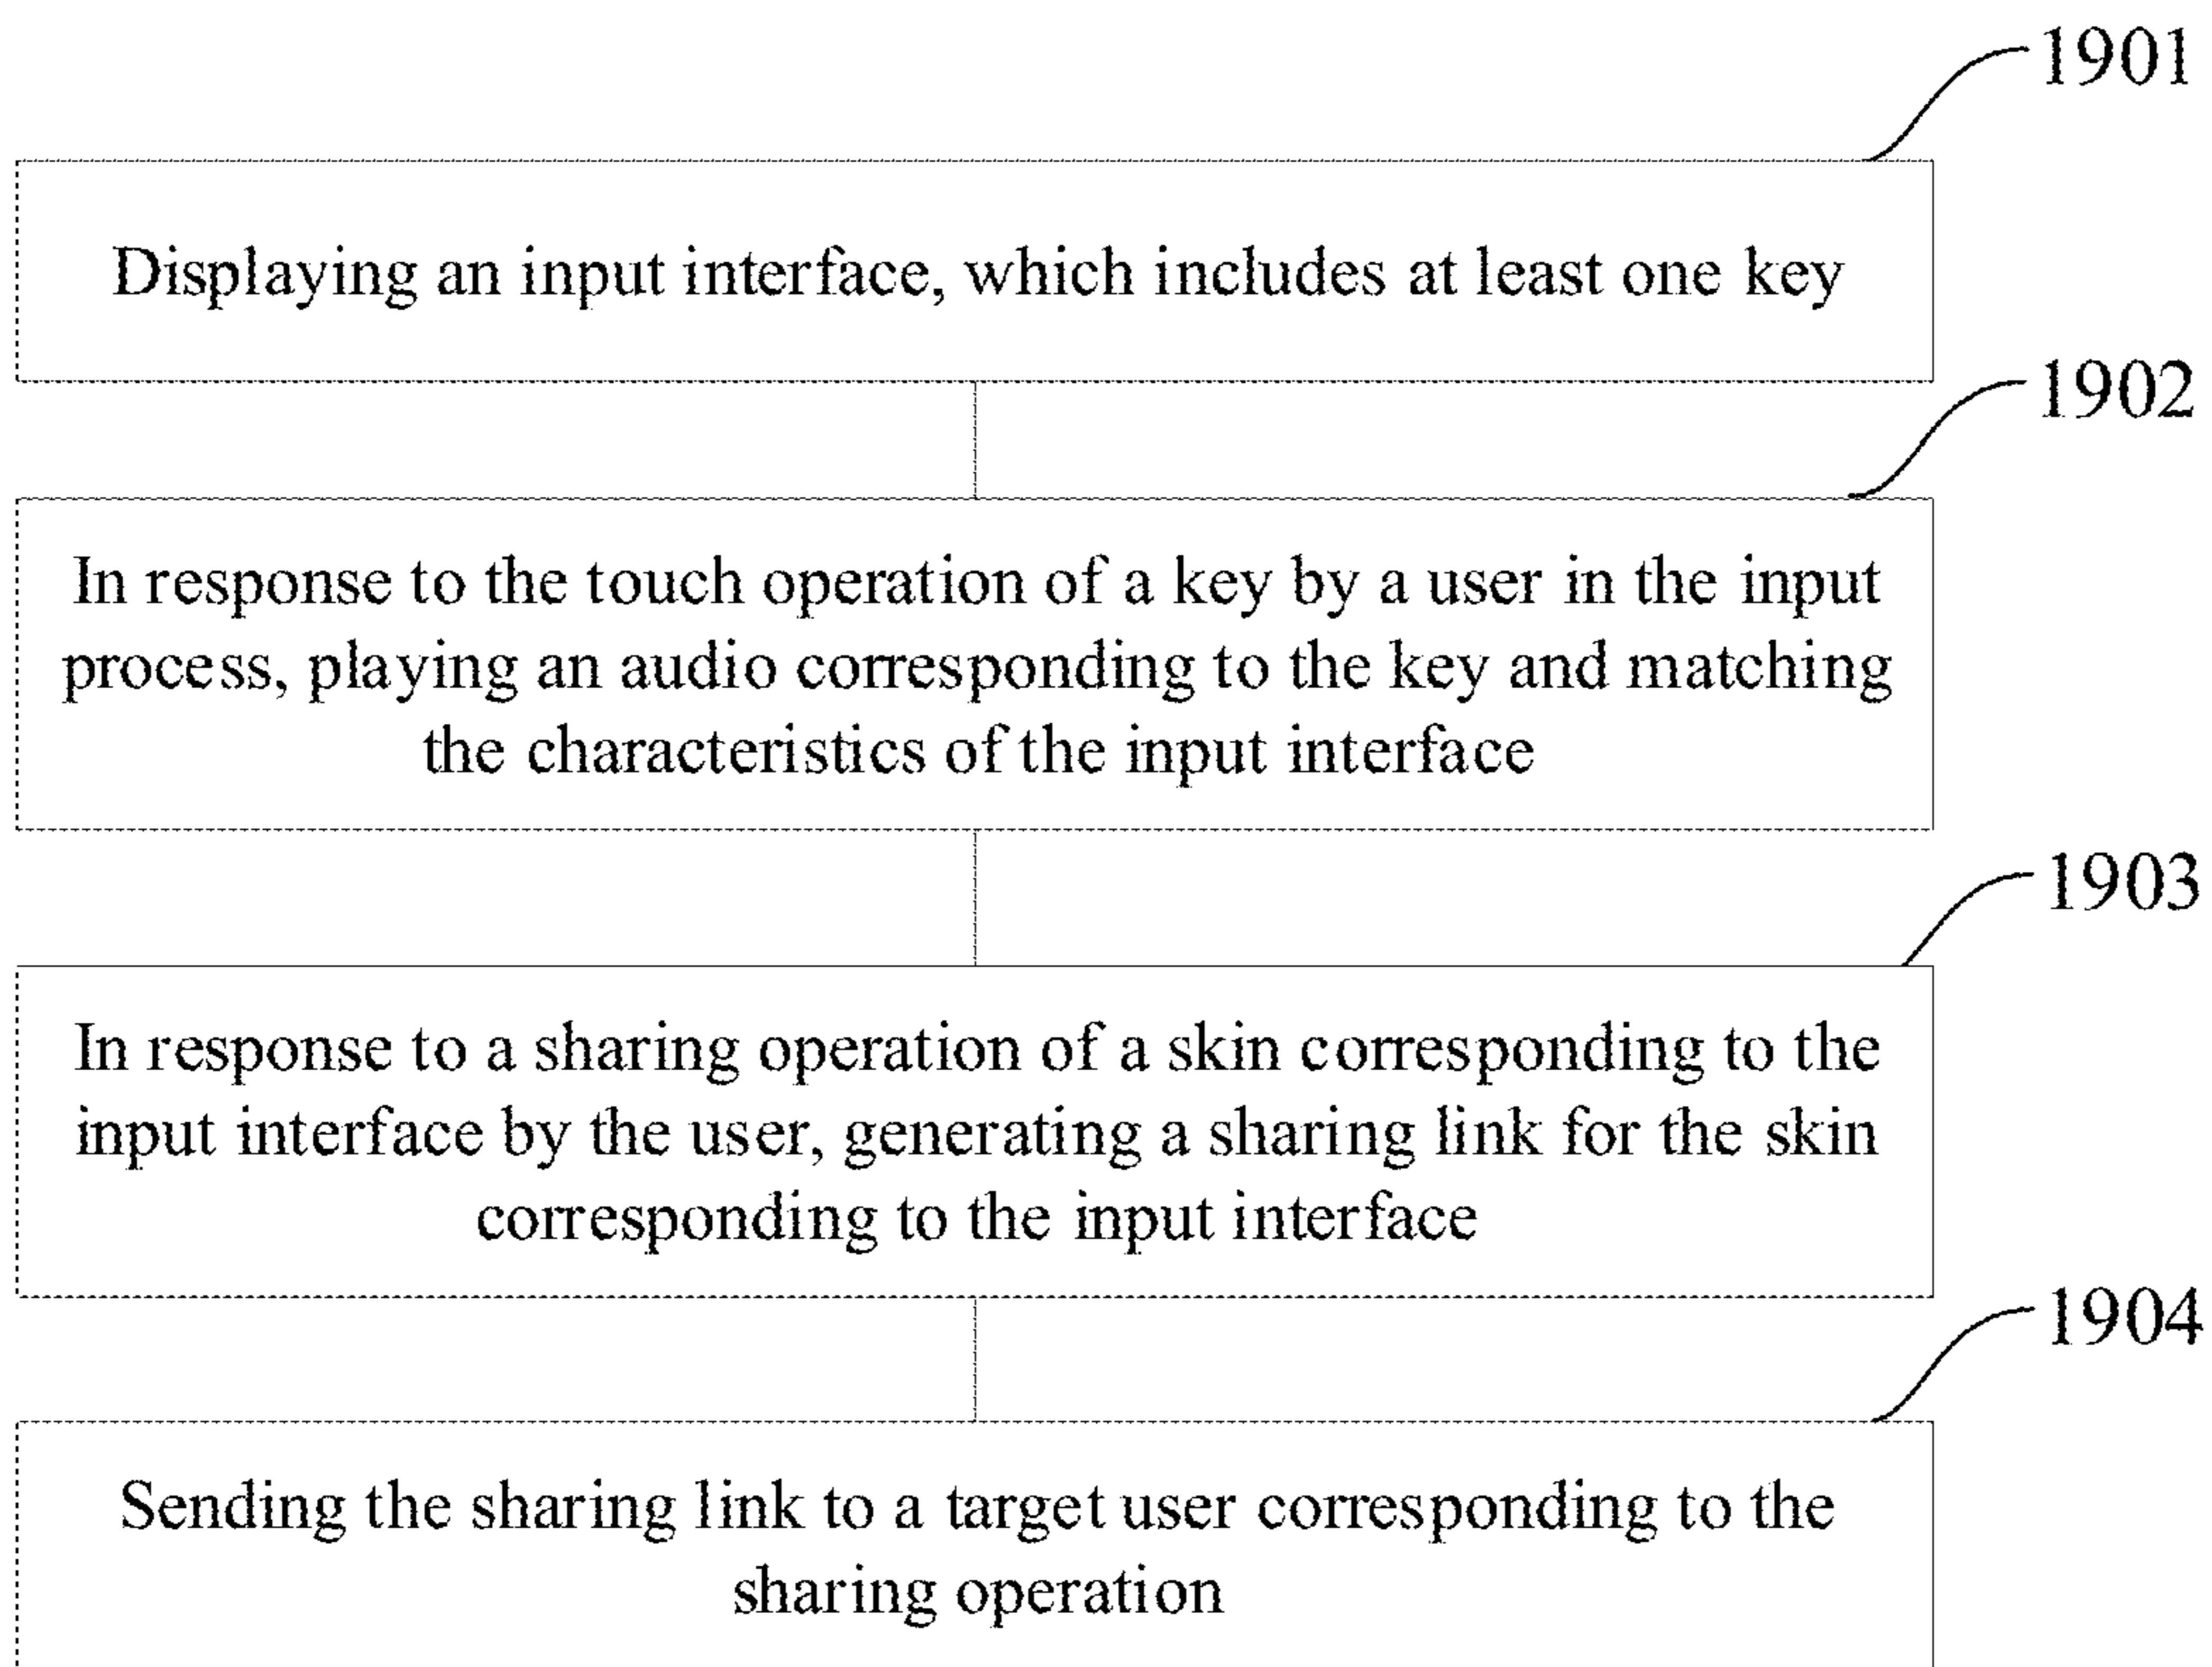 1901
Displaying an input interface, which includes at least one key
1902
In response to the touch operation of a key by a user in the input
process, playing an audio corresponding to the key and matching
the characteristics of the input interface
1903
In response to a sharing operation of a skin corresponding to the
input interface by the user, generating a sharing link for the skin
corresponding to the input interface
1904
Sending the sharing link to a target user corresponding to the
sharing operation